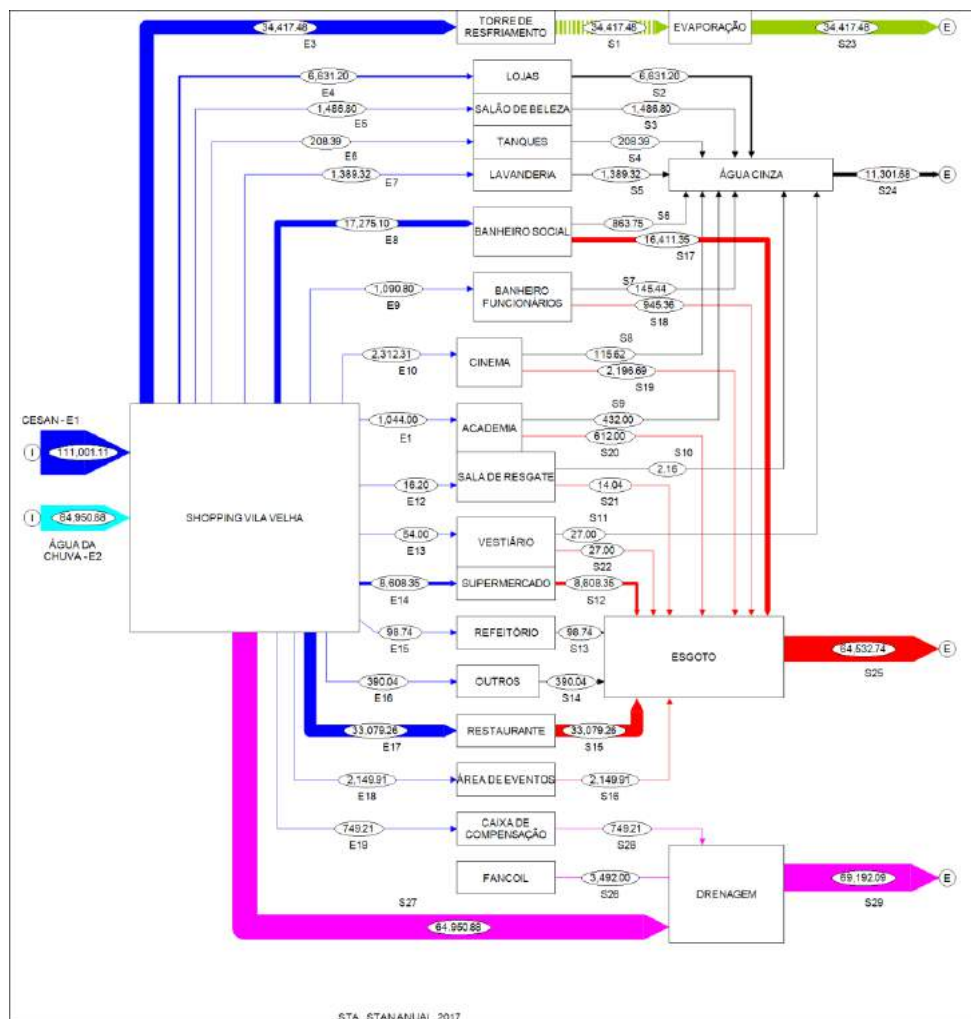 34,417.48
E3
TORRE DE
RESFRIAMENTO
34,417.48
S1
EVAPORAÇÃO
34,417.48
S23
E
6,631.20
E4
LOJAS
6,631.20
S2
1,486.80
E5
SALÃO DE BELEZA
1,486.80
S3
208.39
E6
TANQUES
208.39
S4
1,389.32
E7
LAVANDERIA
1,389.32
S5
ÁGUA CINZA
11,301.68
S24
E
17,275.10
E8
BANHEIRO SOCIAL
863.75
S6
16,411.35
S17
1,090.80
E9
BANHEIRO
FUNCIONÁRIOS
S7
145.44
945.36
S18
2,312.31
E10
CINEMA
S8
115.62
2,196.69
S19
CESAN - E1
I
111,001.11
1,044.00
E1
ACADEMIA
S9
432.00
612.00
S20
S10
I
64,950.88
ÁGUA DA
CHUVA - E2
SHOPPING VILA VELHA
16.20
E12
SALA DE RESGATE
2.16
14.04
S21
54.00
E13
VESTIÁRIO
S11
27.00
27.00
S22
8,608.35
E14
SUPERMERCADO
8,608.35
S12
98.74
E15
REFEITÓRIO
98.74
S13
ESGOTO
64,532.74
S25
E
390.04
E16
OUTROS
390.04
S14
33,079.26
E17
RESTAURANTE
33,079.26
S15
2,149.91
E18
ÁREA DE EVENTOS
2,149.91
S16
749.21
E19
CAIXA DE
COMPENSAÇÃO
749.21
S28
FANCOIL
3,492.00
S26
DRENAGEM
69,192.09
S29
E
S27
64,950.88